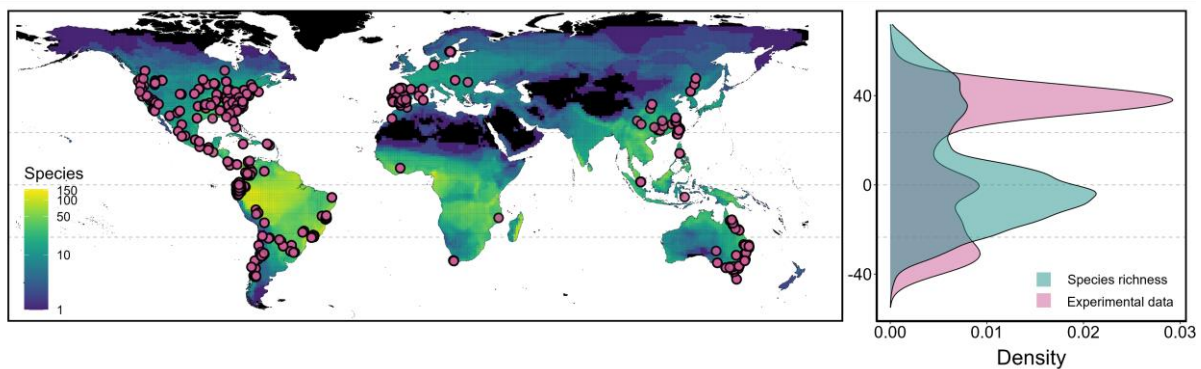 Species
150
100
50
10
1
40
0
-40
Species richness
Experimental data
0.00 0.01 0.02 0.03
Density